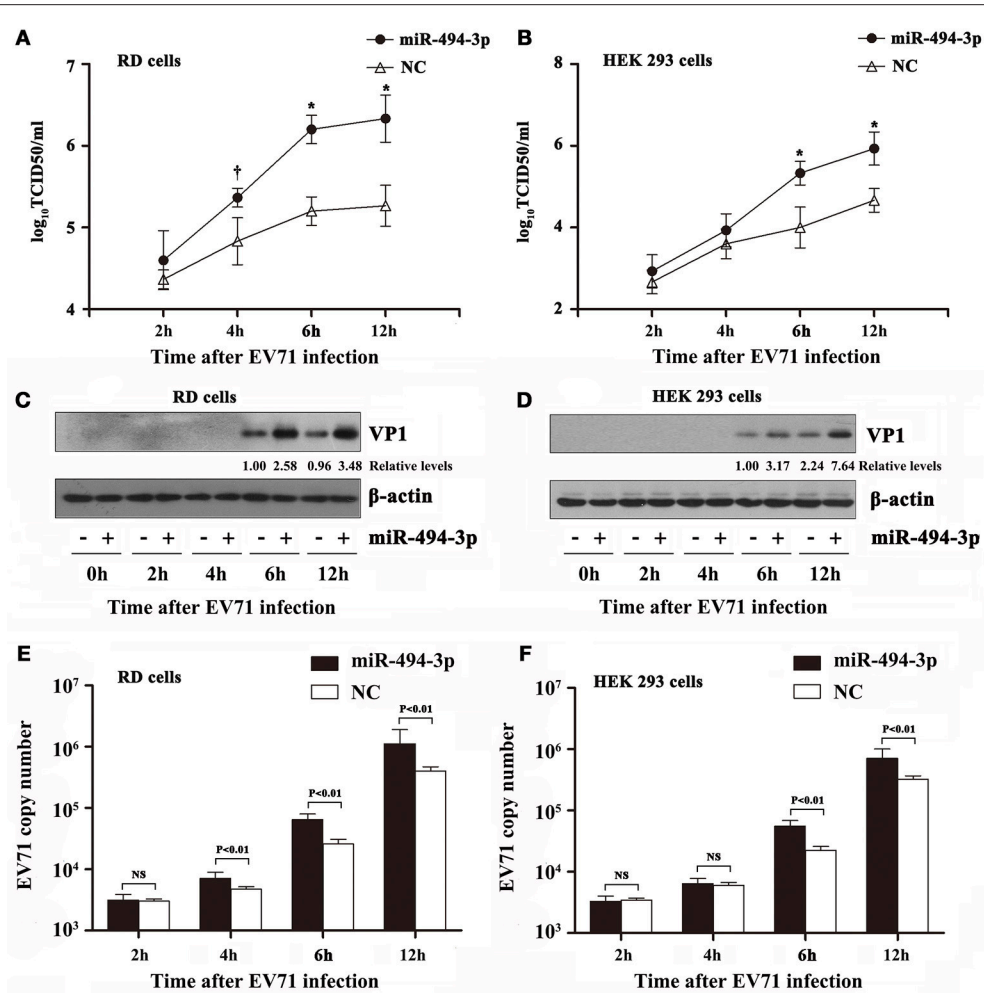 A
RD cells
miR-494-3p
NC
log10TCID50/ml
7
6
5
4
†
*
*
2h
4h
6h
12h
Time after EV71 infection
B
HEK 293 cells
miR-494-3p
NC
log10TCID50/ml
8
6
4
2
*
*
2h
4h
6h
12h
Time after EV71 infection
C
RD cells
VP1
1.00 2.58 0.96 3.48 Relative levels
β-actin
- + - + - + - + - + miR-494-3p
0h 2h 4h 6h 12h
Time after EV71 infection
D
HEK 293 cells
VP1
1.00 3.17 2.24 7.64 Relative levels
β-actin
- + - + - + - + - + miR-494-3p
0h 2h 4h 6h 12h
Time after EV71 infection
E
RD cells
miR-494-3p
NC
EV71 copy number
10^7
10^6
10^5
10^4
10^3
NS
P<0.01
P<0.01
P<0.01
2h
4h
6h
12h
Time after EV71 infection
F
HEK 293 cells
miR-494-3p
NC
EV71 copy number
10^7
10^6
10^5
10^4
10^3
NS
NS
P<0.01
P<0.01
2h
4h
6h
12h
Time after EV71 infection